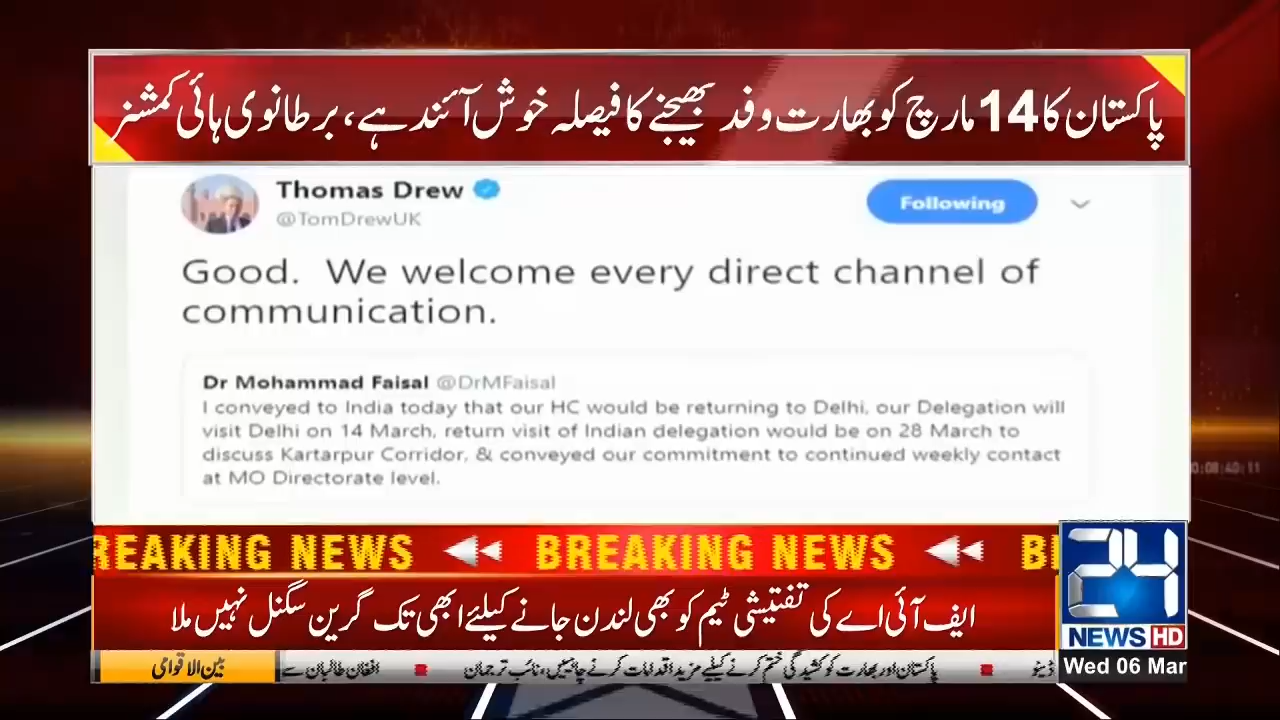 پاکستان کا 14 مارچ کو بھارت وفد بھیجنے کا فیصلہ خوش آئند ہے، برطانوی ہائی کمشنر
Thomas Drew
Following
@TomDrewUK
Good. We welcome every direct channel of
communication.
Dr Mohammad Faisal @DrMFaisal
I conveyed to India today that our HC would be returning to Delhi, our Delegation will
visit Delhi on 14 March, return visit of Indian delegation would be on 28 March to
discuss Kartarpur Corridor, & conveyed our commitment to continued weekly contact
at MO Directorate level.
REAKING NEWS BREAKING NEWS B
ایف آئی اے کی تفتیشی ٹیم کو بھی لندن جانے کیلئے ابھی تک گرین سگنل نہیں ملا
24
NEWS HD
Wed 06 Mar
بین الاقوامی
پاکستان اور بھارت کو کشیدگی ختم کرنے کیلیے مزید اقدامات کرنے چاہییں، نائب ترجمان
افغان طالبان سے